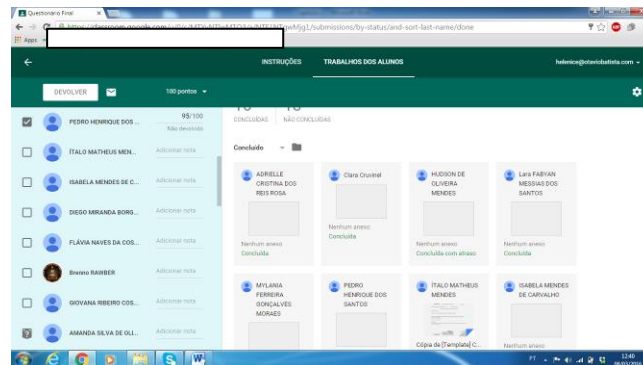 Questionário Final
Apps
INSTRUÇÕES
TRABALHOS DOS ALUNOS
DEVOLVER
100 pontos
PEDRO HENRIQUE DOS ...
95/100
Não devolvido
ÍTALO MATHEUS MEN...
Adicionar nota
ISABELA MENDES DE C...
Adicionar nota
DIEGO MIRANDA BORG...
Adicionar nota
FLÁVIA NAVES DA COS...
Adicionar nota
Brenno RAMBER
Adicionar nota
GIOVANA RIBEIRO COS...
Adicionar nota
AMANDA SILVA DE OLI...
Adicionar nota
CONCLUÍDAS
NÃO CONCLUÍDAS
Concluído
ADRIELLE
CRISTINA DOS
REIS ROSA
Nenhum anexo
Concluída
Clara Cruvinel
Nenhum anexo
Concluída
HUDSON DE
OLIVEIRA
MENDES
Nenhum anexo
Concluída com atraso
Lara FABYAN
MESSIAS DOS
SANTOS
Nenhum anexo
Concluída
MYLANIA
FERREIRA
GONÇALVES
MORAES
PEDRO
HENRIQUE DOS
SANTOS
ÍTALO MATHEUS
MENDES
Cópia de [Template] C...
ISABELA MENDES
DE CARVALHO
Nenhum anexo
PT
12:40